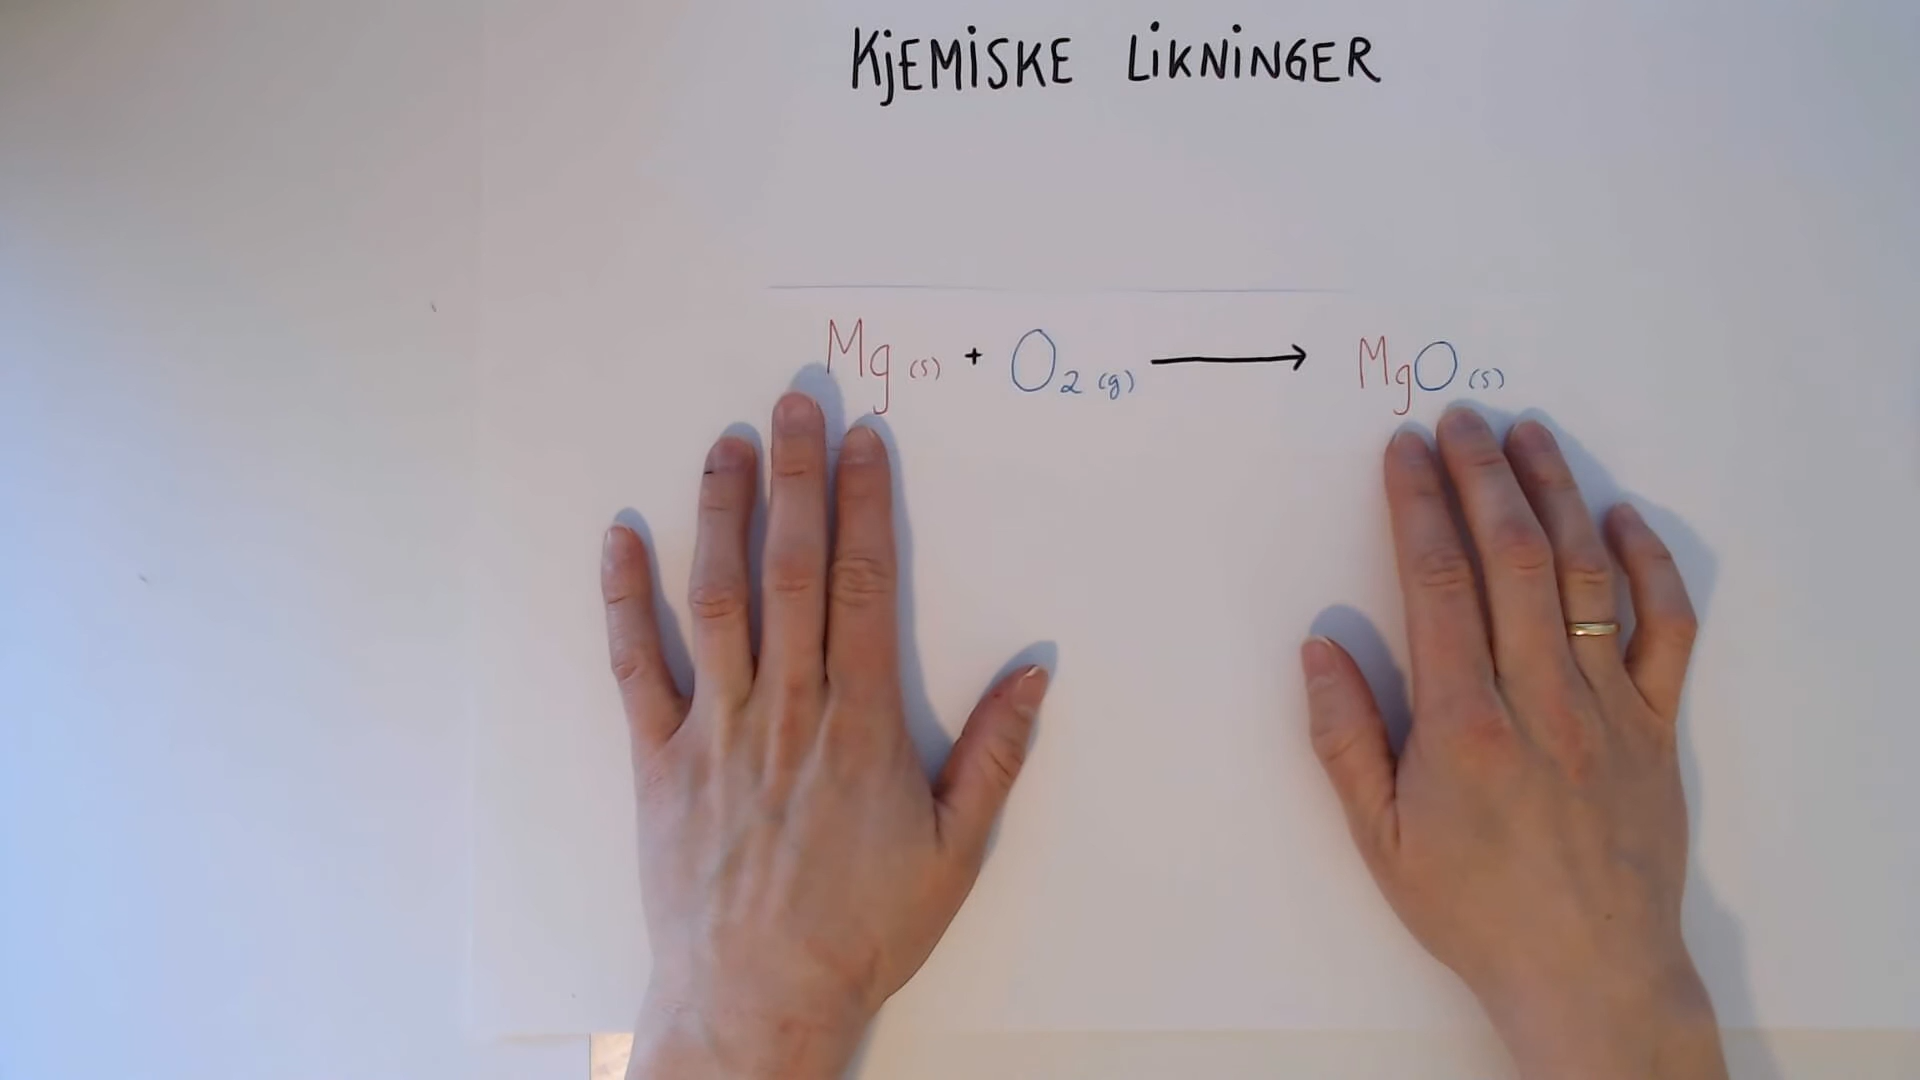 KjEMiSKE LiKNiNGER
Mg (s) + O₂ (g) ⟶ MgO (s)